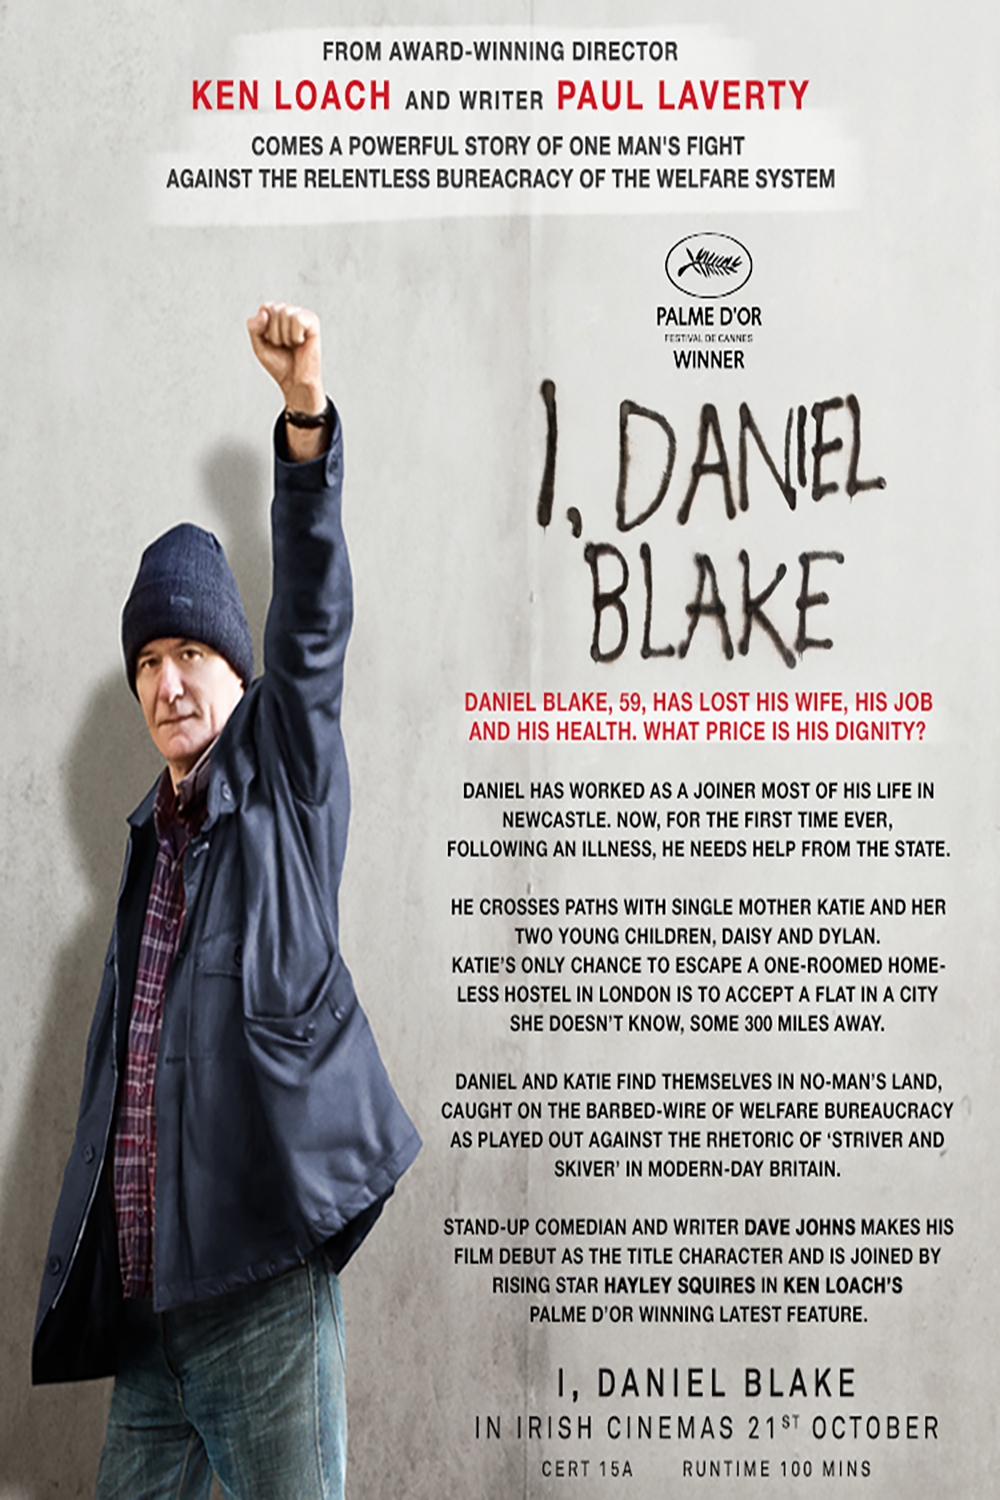 FROM AWARD-WINNING DIRECTOR
KEN LOACH AND WRITER PAUL LAVERTY
COMES A POWERFUL STORY OF ONE MAN'S FIGHT
AGAINST THE RELENTLESS BUREACRACY OF THE WELFARE SYSTEM
PALME D'OR
FESTIVAL DE CANNES
WINNER
I, DANIEL
BLAKE
DANIEL BLAKE, 59, HAS LOST HIS WIFE, HIS JOB
AND HIS HEALTH. WHAT PRICE IS HIS DIGNITY?
DANIEL HAS WORKED AS A JOINER MOST OF HIS LIFE IN
NEWCASTLE. NOW, FOR THE FIRST TIME EVER,
FOLLOWING AN ILLNESS, HE NEEDS HELP FROM THE STATE.
HE CROSSES PATHS WITH SINGLE MOTHER KATIE AND HER
TWO YOUNG CHILDREN, DAISY AND DYLAN.
KATIE'S ONLY CHANCE TO ESCAPE A ONE-ROOMED HOME-
LESS HOSTEL IN LONDON IS TO ACCEPT A FLAT IN A CITY
SHE DOESN'T KNOW, SOME 300 MILES AWAY.
DANIEL AND KATIE FIND THEMSELVES IN NO-MAN'S LAND,
CAUGHT ON THE BARBED-WIRE OF WELFARE BUREAUCRACY
AS PLAYED OUT AGAINST THE RHETORIC OF 'STRIVER AND
SKIVER' IN MODERN-DAY BRITAIN.
STAND-UP COMEDIAN AND WRITER DAVE JOHNS MAKES HIS
FILM DEBUT AS THE TITLE CHARACTER AND IS JOINED BY
RISING STAR HAYLEY SQUIRES IN KEN LOACH'S
PALME D'OR WINNING LATEST FEATURE.
I, DANIEL BLAKE
IN IRISH CINEMAS 21ST OCTOBER
CERT 15A RUNTIME 100 MINS